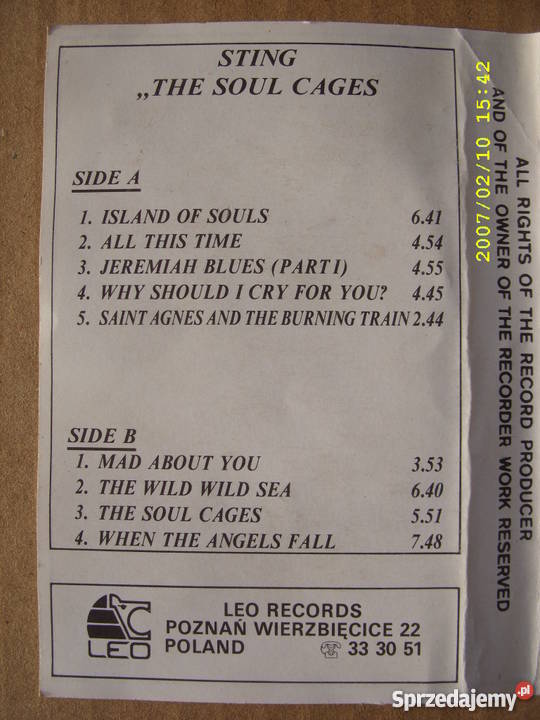 STING
„THE SOUL CAGES
SIDE A
1. ISLAND OF SOULS 6.41
2. ALL THIS TIME 4.54
3. JEREMIAH BLUES (PART I) 4.55
4. WHY SHOULD I CRY FOR YOU? 4.45
5. SAINT AGNES AND THE BURNING TRAIN 2.44
SIDE B
1. MAD ABOUT YOU 3.53
2. THE WILD WILD SEA 6.40
3. THE SOUL CAGES 5.51
4. WHEN THE ANGELS FALL 7.48
LEO
LEO RECORDS
POZNAŃ WIERZBIĘCICE 22
POLAND ☏ 33 30 51
ALL RIGHTS OF THE RECORD PRODUCER
AND OF THE OWNER OF THE RECORDER WORK RESERVED
2007/02/10 15:42
Sprzedajemy.pl